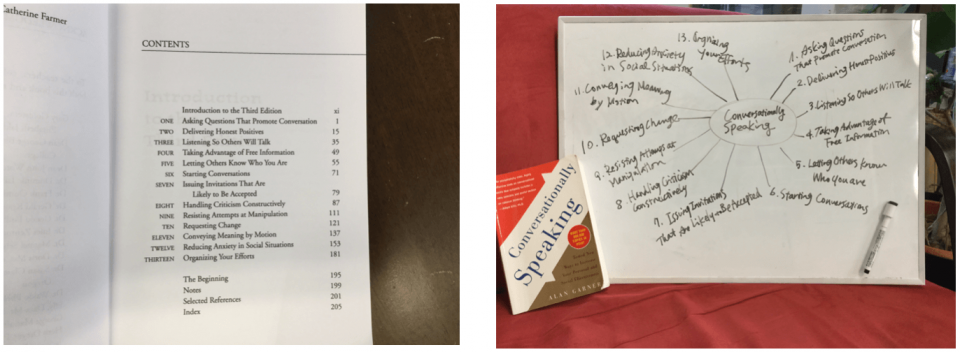 Catherine Farmer
CONTENTS
Introduction
Introduction to the Third Edition xi
ONE Asking Questions That Promote Conversation 1
TWO Delivering Honest Positives 15
THREE Listening So Others Will Talk 35
FOUR Taking Advantage of Free Information 49
FIVE Letting Others Know Who You Are 55
SIX Starting Conversations 71
SEVEN Issuing Invitations That Are
Likely to Be Accepted 79
EIGHT Handling Criticism Constructively 87
NINE Resisting Attempts at Manipulation 111
TEN Requesting Change 121
ELEVEN Conveying Meaning by Motion 137
TWELVE Reducing Anxiety in Social Situations 153
THIRTEEN Organizing Your Efforts 181
The Beginning 195
Notes 199
Selected References 201
Index 205
Conversationally
Speaking
1. Asking Questions
That Promote Conversation
2. Delivering Honest Positives
3. Listening So Others Will Talk
4. Taking Advantage of
Free Information
5. Letting Others Know
Who You are
6. Starting Conversations
7. Issuing Invitations
That Are Likely to Be Accepted
8. Handling Criticism
Constructively
9. Resisting Attempts at
Manipulation
10. Requesting Change
11. Conveying Meaning
by Motion
12. Reducing Anxiety
in Social Situations
13. Organizing
Your Efforts
Conversationally
Speaking
ALAN GARNER